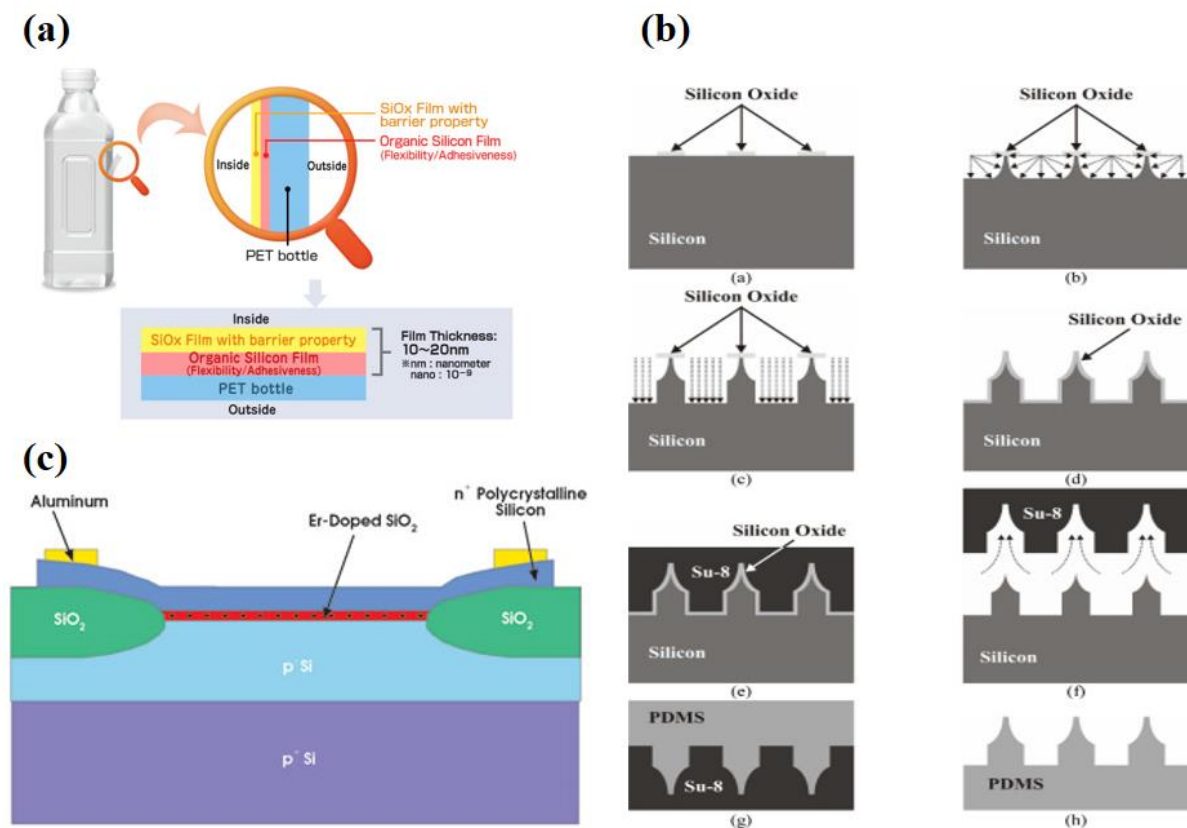 (a)
SiOx Film with
barrier property
Organic Silicon Film
(Flexibility/Adhesiveness)
Inside
Outside
PET bottle
Inside
SiOx Film with barrier property
Organic Silicon Film
(Flexibility/Adhesiveness)
PET bottle
Outside
Film Thickness:
10~20nm
※nm : nanometer
nano : 10⁻⁹
(b)
Silicon Oxide
Silicon
(a)
Silicon Oxide
Silicon
(b)
Silicon Oxide
Silicon
(c)
Silicon Oxide
Silicon
(d)
Silicon Oxide
Su-8
Silicon
(e)
Su-8
Silicon
(f)
PDMS
Su-8
(g)
PDMS
(h)
(c)
Aluminum
Er-Doped SiO₂
n⁺ Polycrystalline
Silicon
SiO₂
SiO₂
p⁻ Si
p⁺ Si